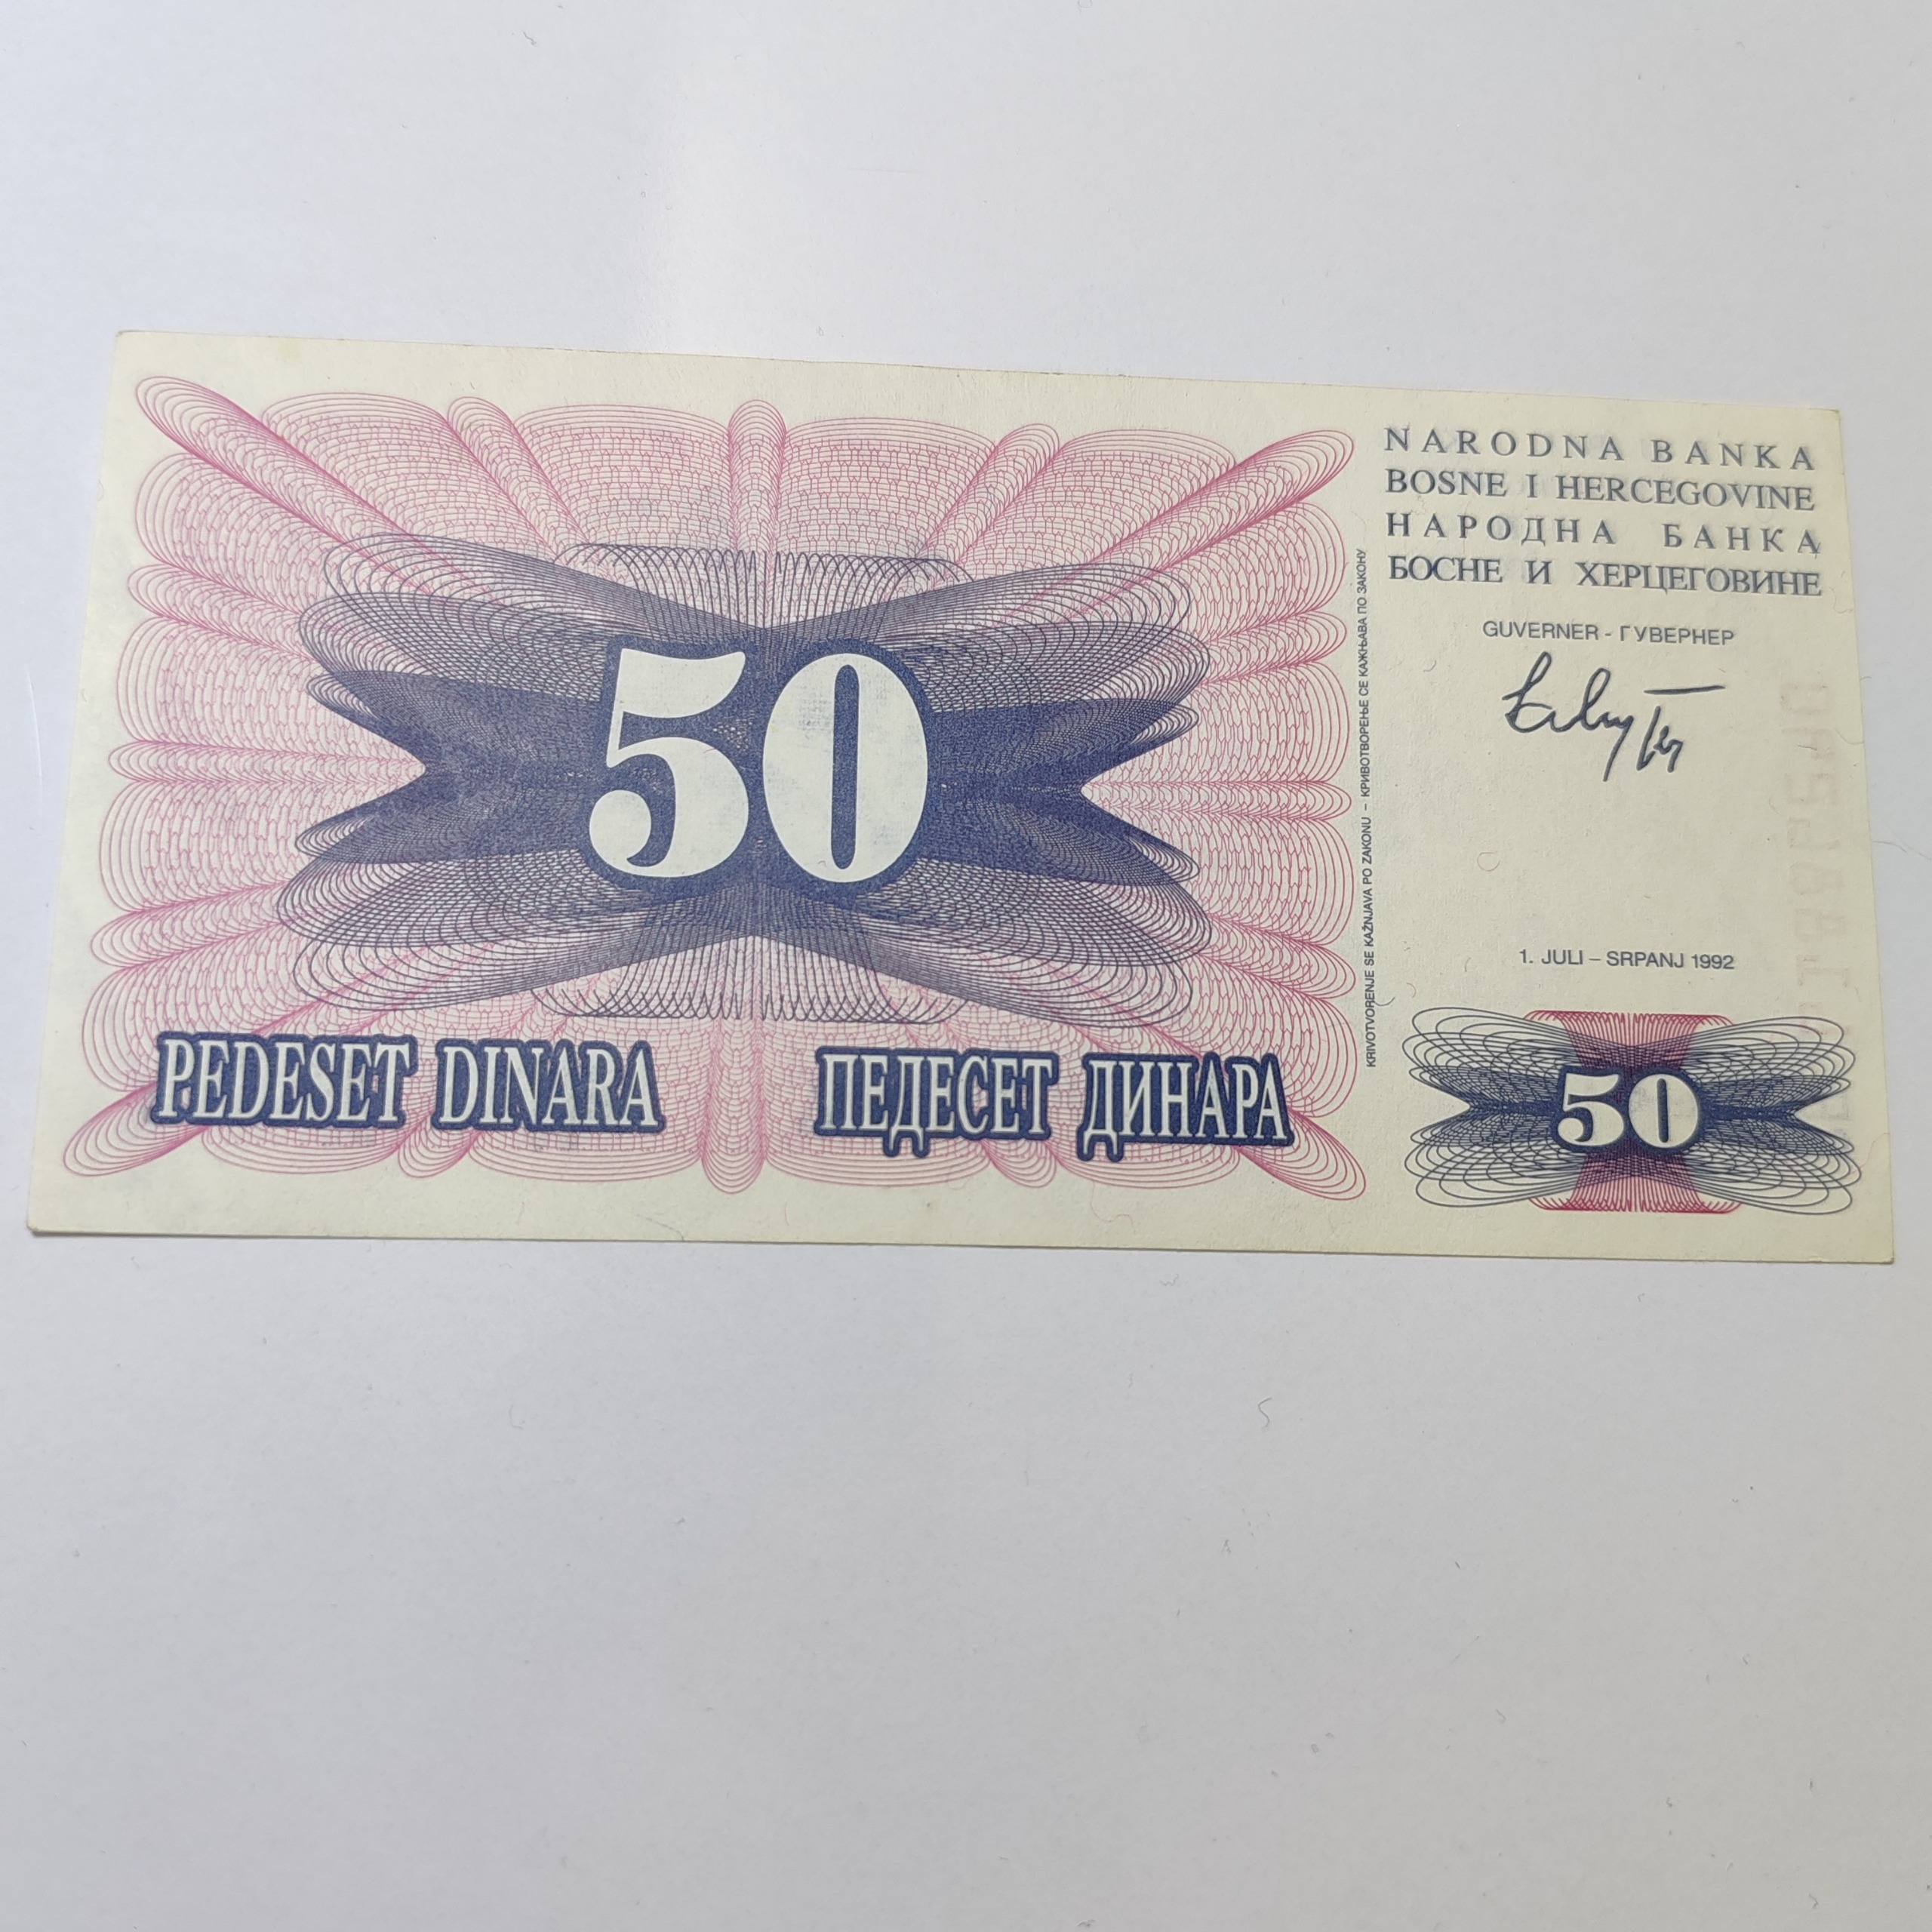 NARODNA BANKA
BOSNE I HERCEGOVINE
НАРОДНА БАНКА
БОСНЕ И ХЕРЦЕГОВИНЕ
GUVERNER - ГУВЕРНЕР
50
KRIVOTVORENJE SE KAŽNJAVA PO ZAKONU – КРИВОТВОРЕЊЕ СЕ КАЖЊАВА ПО ЗАКОНУ
1. JULI – SRPANJ 1992
PEDESET DINARA ПЕДЕСЕТ ДИНАРА
50